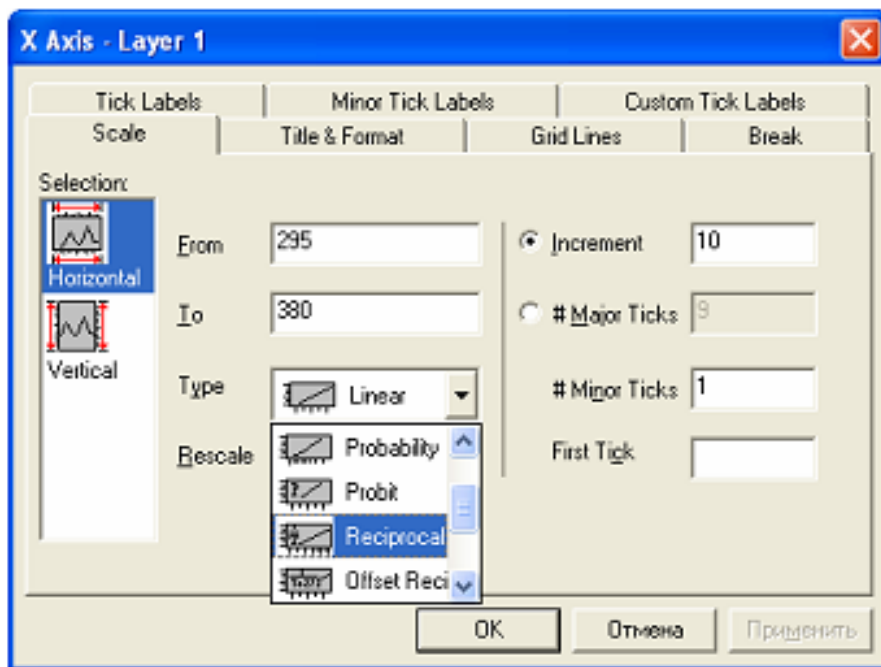 X Axis - Layer 1
Tick Labels
Minor Tick Labels
Custom Tick Labels
Scale
Title & Format
Grid Lines
Break
Selection:
Horizontal
Vertical
From
295
To
380
Type
Linear
Rescale
Probability
Probit
Reciprocal
Offset Reci
Increment
10
# Major Ticks
9
# Minor Ticks
1
First Tick
OK
Отмена
Применить